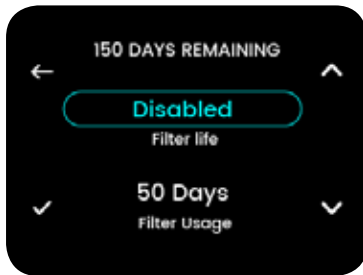 150 DAYS REMAINING
Disabled
Filter life
50 Days
Filter Usage